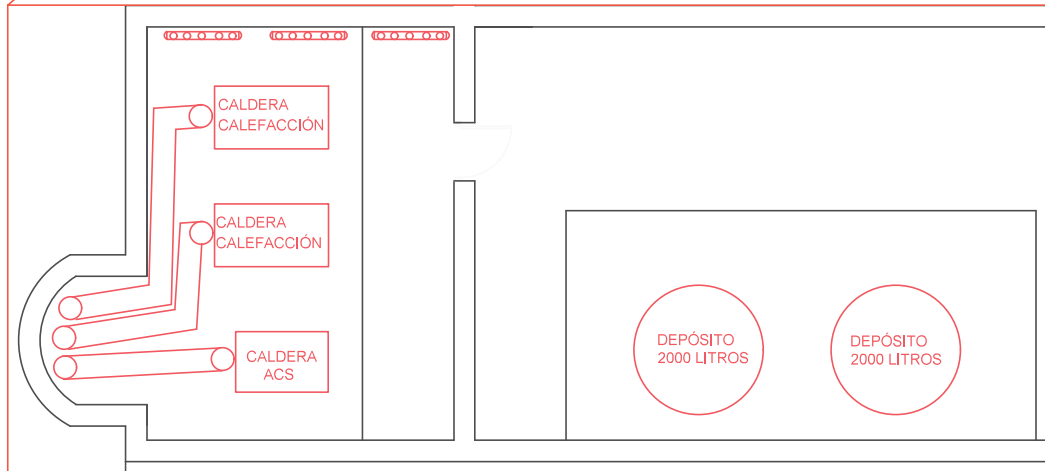 CALDERA
CALEFACCIÓN
CALDERA
CALEFACCIÓN
CALDERA
ACS
DEPÓSITO
2000 LITROS
DEPÓSITO
2000 LITROS